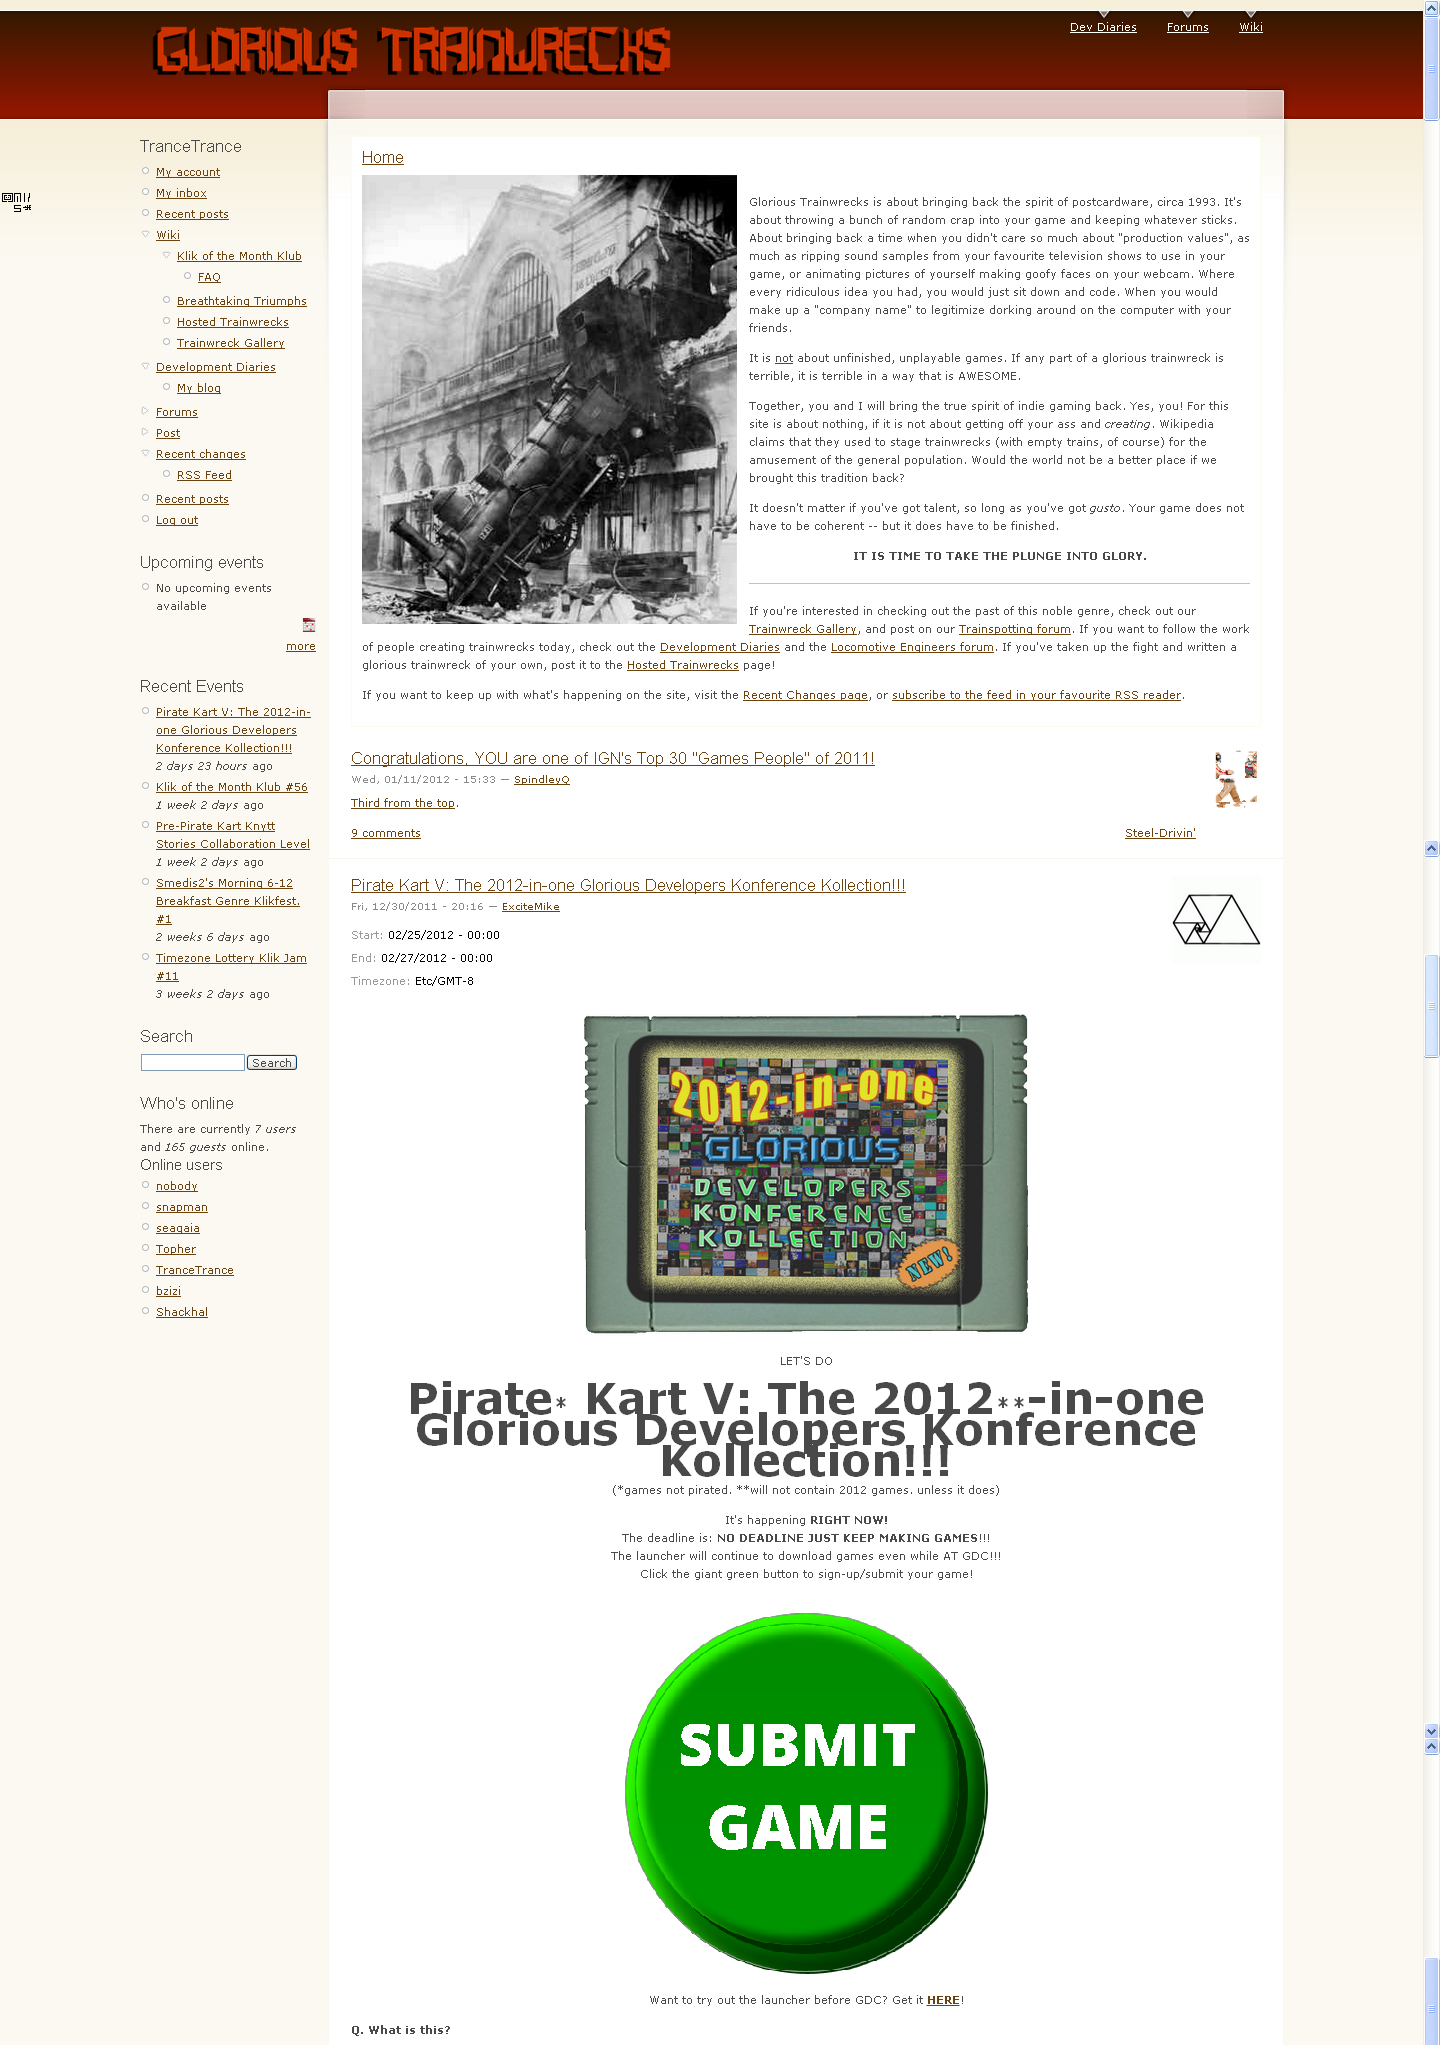 GLORIOUS TRAINWRECKS
Dev Diaries
Forums
Wiki
TranceTrance
My account
My inbox
Recent posts
Wiki
Klik of the Month Klub
FAQ
Breathtaking Triumphs
Hosted Trainwrecks
Trainwreck Gallery
Development Diaries
My blog
Forums
Post
Recent changes
RSS Feed
Recent posts
Log out
Upcoming events
No upcoming events
available
more
Recent Events
Pirate Kart V: The 2012-in-
one Glorious Developers
Konference Kollection!!!
2 days 23 hours ago
Klik of the Month Klub #56
1 week 2 days ago
Pre-Pirate Kart Knytt
Stories Collaboration Level
1 week 2 days ago
Smedis2's Morning 6-12
Breakfast Genre Klikfest.
#1
2 weeks 6 days ago
Timezone Lottery Klik Jam
#11
3 weeks 2 days ago
Search
Search
Who's online
There are currently 7 users
and 165 guests online.
Online users
nobody
snapman
seagaia
Topher
TranceTrance
bzizi
Shackhal
Home
Glorious Trainwrecks is about bringing back the spirit of postcardware, circa 1993. It's
about throwing a bunch of random crap into your game and keeping whatever sticks.
About bringing back a time when you didn't care so much about "production values", as
much as ripping sound samples from your favourite television shows to use in your
game, or animating pictures of yourself making goofy faces on your webcam. Where
every ridiculous idea you had, you would just sit down and code. When you would
make up a "company name" to legitimize dorking around on the computer with your
friends.
It is not about unfinished, unplayable games. If any part of a glorious trainwreck is
terrible, it is terrible in a way that is AWESOME.
Together, you and I will bring the true spirit of indie gaming back. Yes, you! For this
site is about nothing, if it is not about getting off your ass and creating. Wikipedia
claims that they used to stage trainwrecks (with empty trains, of course) for the
amusement of the general population. Would the world not be a better place if we
brought this tradition back?
It doesn't matter if you've got talent, so long as you've got gusto. Your game does not
have to be coherent -- but it does have to be finished.
IT IS TIME TO TAKE THE PLUNGE INTO GLORY.
If you're interested in checking out the past of this noble genre, check out our
Trainwreck Gallery, and post on our Trainspotting forum. If you want to follow the work
of people creating trainwrecks today, check out the Development Diaries and the Locomotive Engineers forum. If you've taken up the fight and written a
glorious trainwreck of your own, post it to the Hosted Trainwrecks page!
If you want to keep up with what's happening on the site, visit the Recent Changes page, or subscribe to the feed in your favourite RSS reader.
Congratulations, YOU are one of IGN's Top 30 "Games People" of 2011!
Wed, 01/11/2012 - 15:33 — SpindleyQ
Third from the top.
9 comments
Steel-Drivin'
Pirate Kart V: The 2012-in-one Glorious Developers Konference Kollection!!!
Fri, 12/30/2011 - 20:16 — ExciteMike
Start: 02/25/2012 - 00:00
End: 02/27/2012 - 00:00
Timezone: Etc/GMT-8
2012-in-one
GLORIOUS
DEVELOPERS
KONFERENCE
KOLLECTION
NEW!
LET'S DO
Pirate* Kart V: The 2012**-in-one
Glorious Developers Konference
Kollection!!!
(*games not pirated. **will not contain 2012 games. unless it does)
It's happening RIGHT NOW!
The deadline is: NO DEADLINE JUST KEEP MAKING GAMES!!!
The launcher will continue to download games even while AT GDC!!!
Click the giant green button to sign-up/submit your game!
SUBMIT
GAME
Want to try out the launcher before GDC? Get it HERE!
Q. What is this?